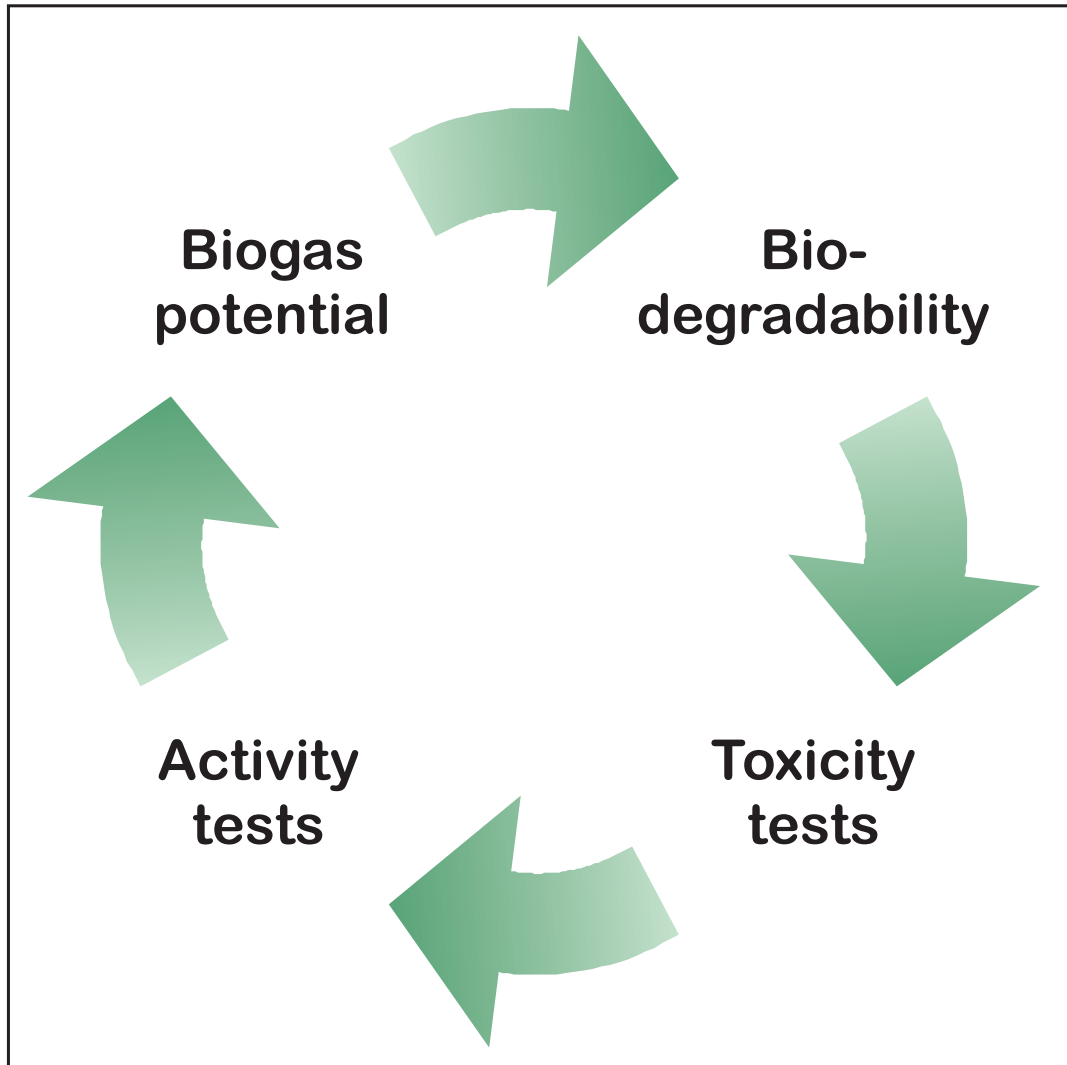 Biogas
potential
Bio-
degradability
Activity
tests
Toxicity
tests